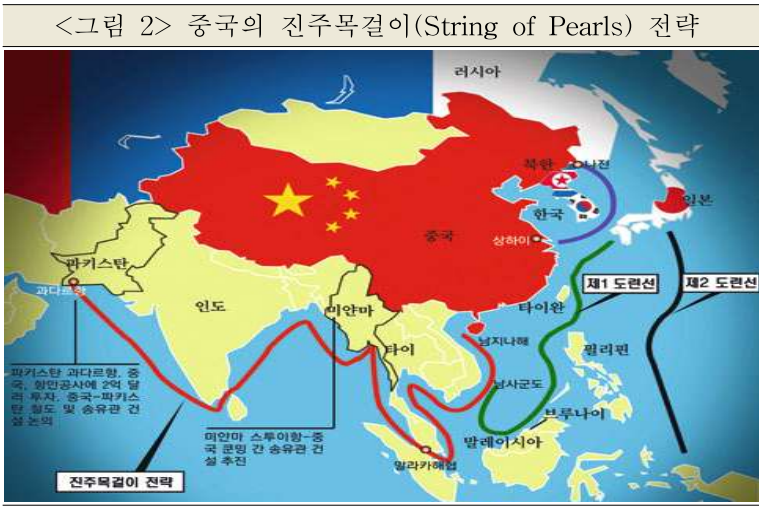 <그림 2> 중국의 진주목걸이(String of Pearls) 전략
러시아
북한
나진
한국
일본
상하이
중국
파키스탄
과다르항
인도
미얀마
타이
타이완
제1 도련선
제2 도련선
남지나해
필리핀
남사군도
브루나이
말레이시아
말라카해협
파키스탄 과다르항, 중
국, 항만공사에 2억 달
러 투자, 중국-파키스
탄 철도 및 송유관 건
설 논의
미얀마 스투이항-중
국 쿤밍 간 송유관 건
설 추진
진주목걸이 전략